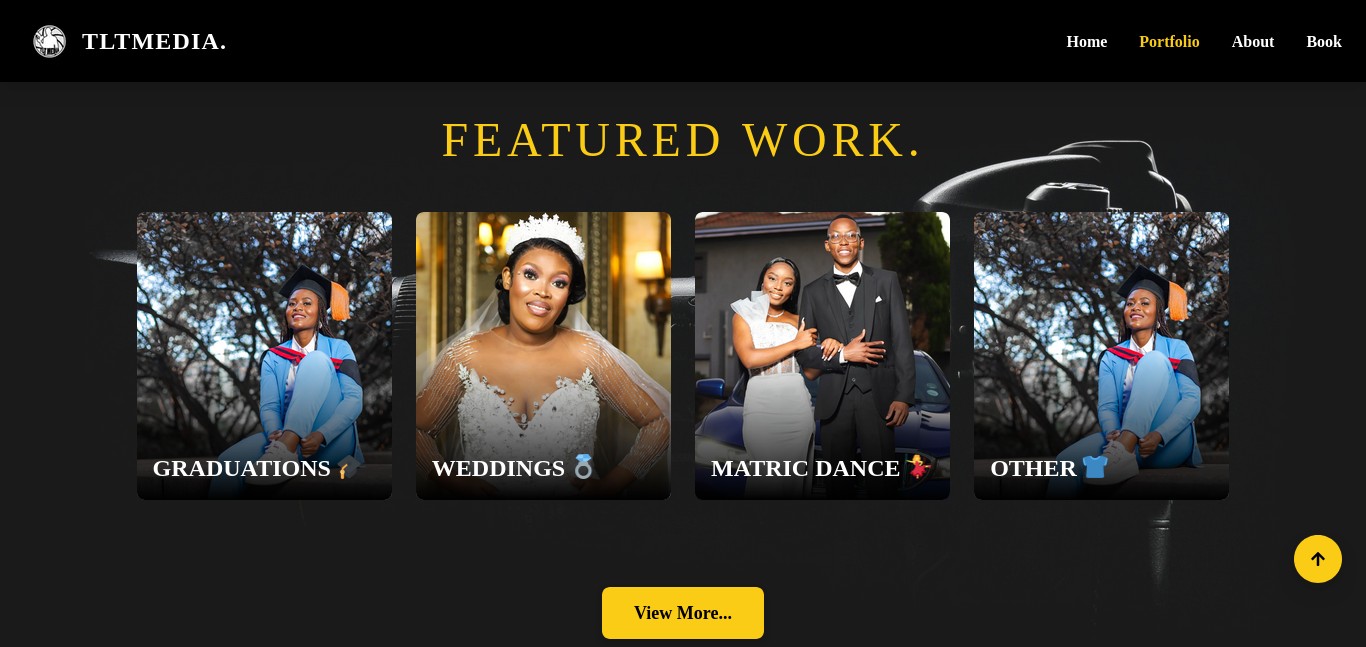 TLTMEDIA.
Home Portfolio About Book
FEATURED WORK.
GRADUATIONS
WEDDINGS 💍
MATRIC DANCE 💃
OTHER 👕
View More...